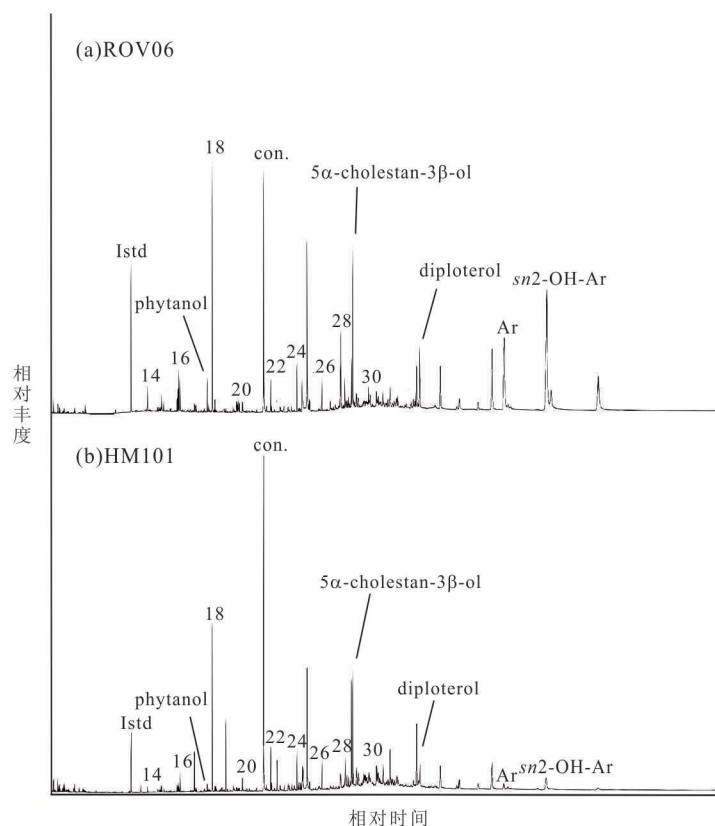 (a)ROV06
18
con.
5α-cholestan-3β-ol
Istd
diploterol
sn2-OH-Ar
phytanol
28
Ar
16
24
14
20
22
26
30
相对丰度
(b)HM101
con.
5α-cholestan-3β-ol
18
phytanol
diploterol
Istd
22
24
28
30
sn2-OH-Ar
14
16
20
26
Ar
相对时间